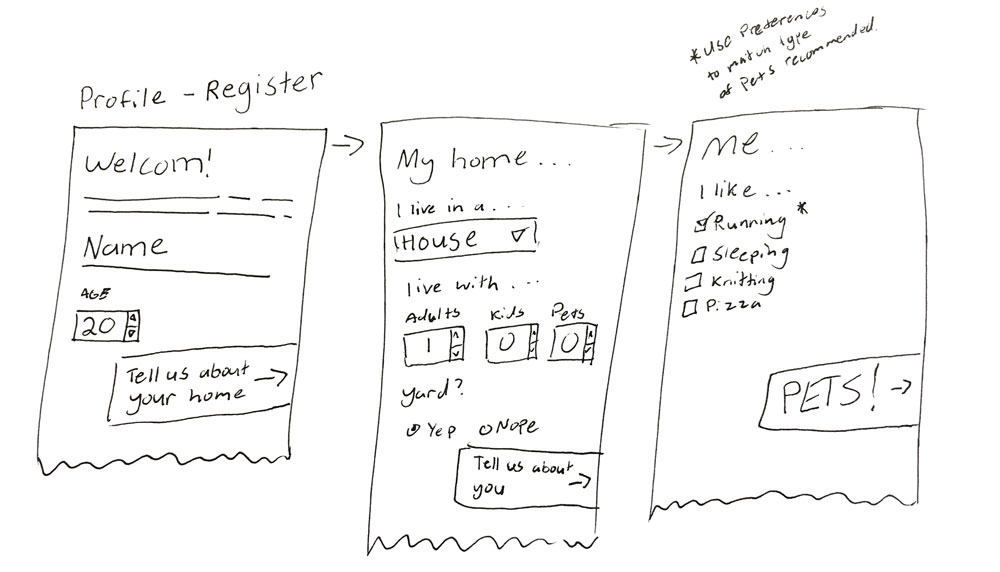 *USE Preferences
to match type
of Pets recommended.
Profile - Register
Welcom!
Name
AGE
20
Tell us about
your home
My home...
I live in a....
House
live with...
Adults Kids Pets
1 0 0
yard?
Yep Nope
Tell us about
you
Me...
I like...
Running *
Sleeping
Knitting
Pizza
PETS!